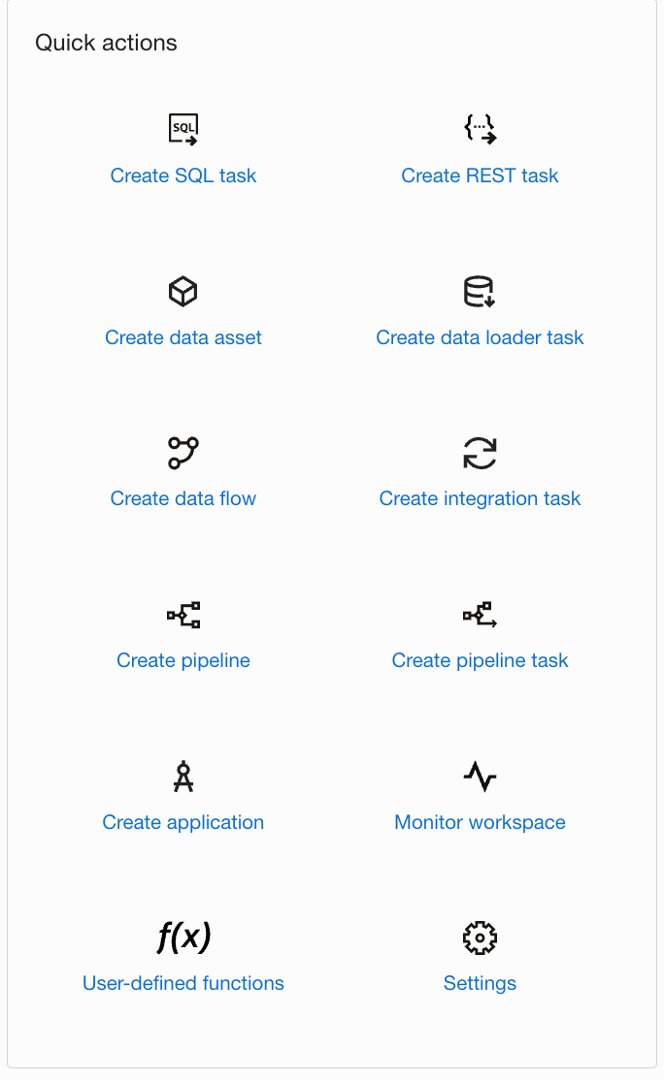 Quick actions
SQL
Create SQL task
{...}
Create REST task
Create data asset
Create data loader task
Create data flow
Create integration task
Create pipeline
Create pipeline task
Create application
Monitor workspace
f(x)
User-defined functions
Settings